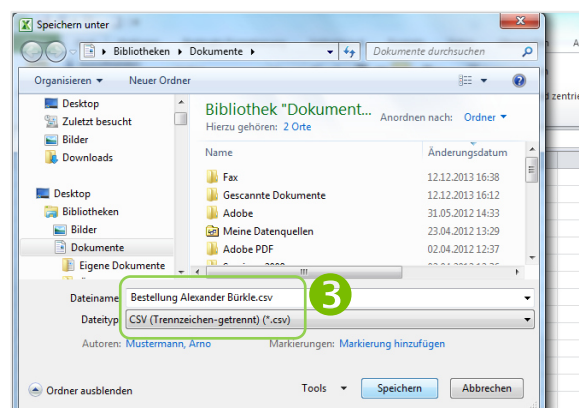 Speichern unter
Bibliotheken Dokumente
Dokumente durchsuchen
Organisieren Neuer Ordner
Desktop
Zuletzt besucht
Bilder
Downloads
Desktop
Bibliotheken
Bilder
Dokumente
Eigene Dokumente
Bibliothek "Dokument...
Hierzu gehören: 2 Orte
Anordnen nach: Ordner
Name Änderungsdatum
Fax 12.12.2013 16:38
Gescannte Dokumente 12.12.2013 16:12
Adobe 31.05.2012 14:33
Meine Datenquellen 23.04.2012 13:29
Adobe PDF 02.04.2012 12:37
Dateiname: Bestellung Alexander Bürkle.csv
Dateityp: CSV (Trennzeichen-getrennt) (*.csv)
3
Autoren: Mustermann, Arno Markierungen: Markierung hinzufügen
Ordner ausblenden Tools Speichern Abbrechen